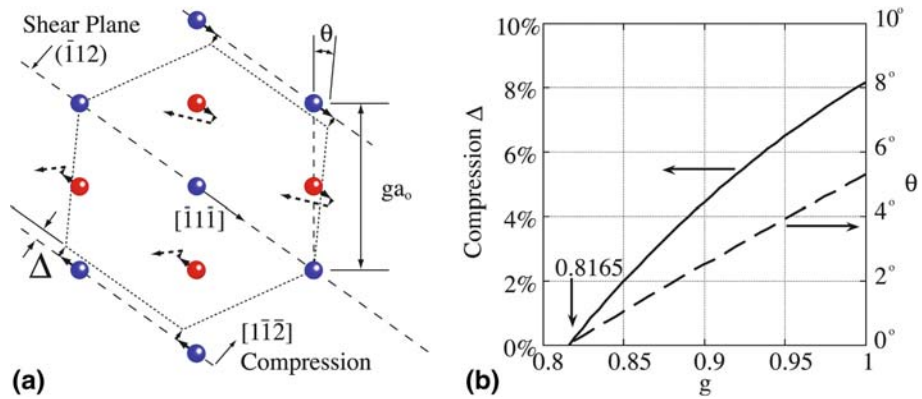 Shear Plane
(1̄12)
θ
ga₀
[1̄11̄]
Δ
[11̄2̄]
Compression
(a)
10%
8%
6%
4%
2%
0%
Compression Δ
0.8165
0.8
0.85
0.9
0.95
1
g
10°
8°
6°
4°
2°
0°
θ
(b)